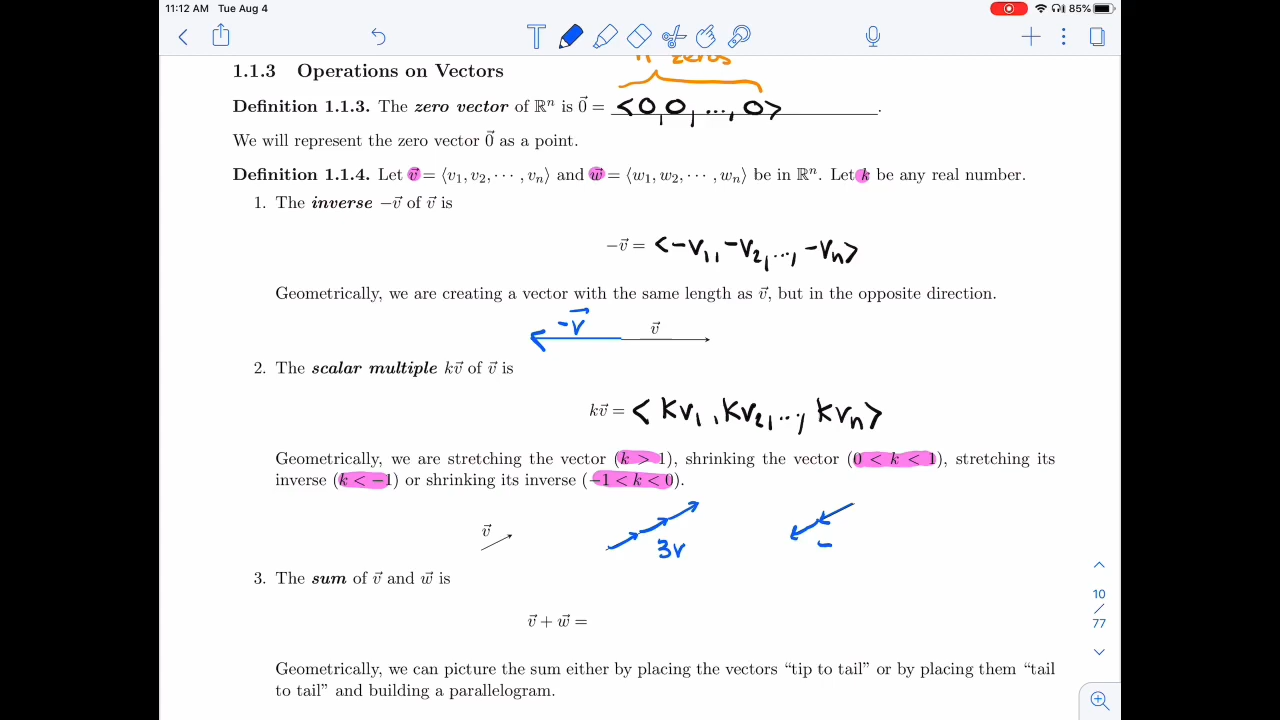 11:12 AM Tue Aug 4 85%
n zeros
1.1.3 Operations on Vectors
Definition 1.1.3. The zero vector of ℝⁿ is 0⃗ = <0,0,...,0>.
We will represent the zero vector 0⃗ as a point.
Definition 1.1.4. Let v⃗ = ⟨v₁, v₂, ⋯ , vₙ⟩ and w⃗ = ⟨w₁, w₂, ⋯ , wₙ⟩ be in ℝⁿ. Let k be any real number.
1. The inverse −v⃗ of v⃗ is
−v⃗ = <-v₁, -v₂, ..., -vₙ>
Geometrically, we are creating a vector with the same length as v⃗, but in the opposite direction.
-v⃗ v⃗
2. The scalar multiple kv⃗ of v⃗ is
kv⃗ = < kv₁, kv₂, ..., kvₙ>
Geometrically, we are stretching the vector (k > 1), shrinking the vector (0 < k < 1), stretching its
inverse (k < −1) or shrinking its inverse (−1 < k < 0).
v⃗ 3v -
3. The sum of v⃗ and w⃗ is
v⃗ + w⃗ =
Geometrically, we can picture the sum either by placing the vectors “tip to tail” or by placing them “tail
to tail” and building a parallelogram.
10
/
77